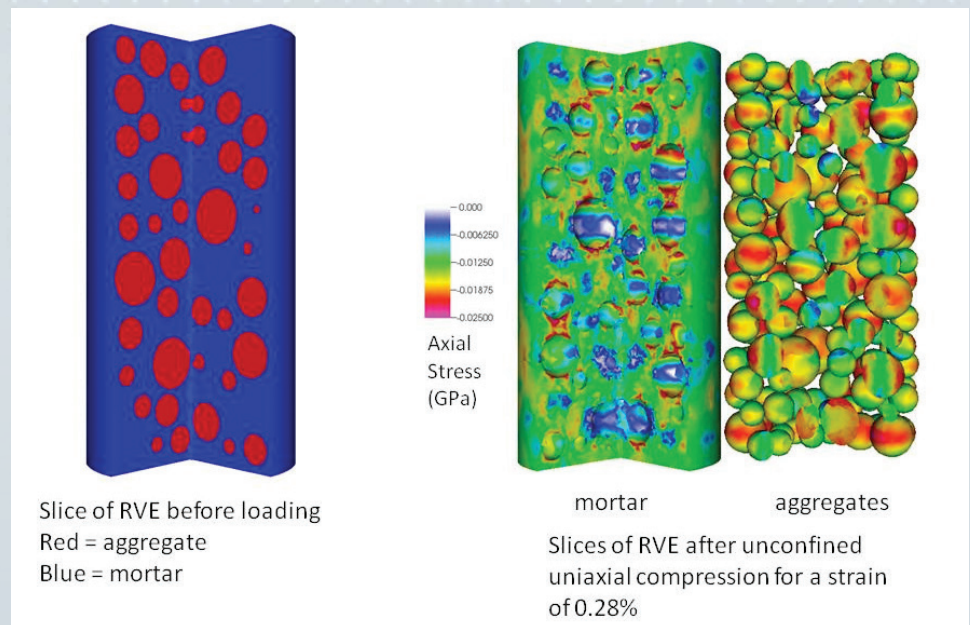 Slice of RVE before loading
Red = aggregate
Blue = mortar
0.000
-0.006250
-0.01250
-0.01875
-0.02500
Axial
Stress
(GPa)
mortar
aggregates
Slices of RVE after unconfined
uniaxial compression for a strain
of 0.28%